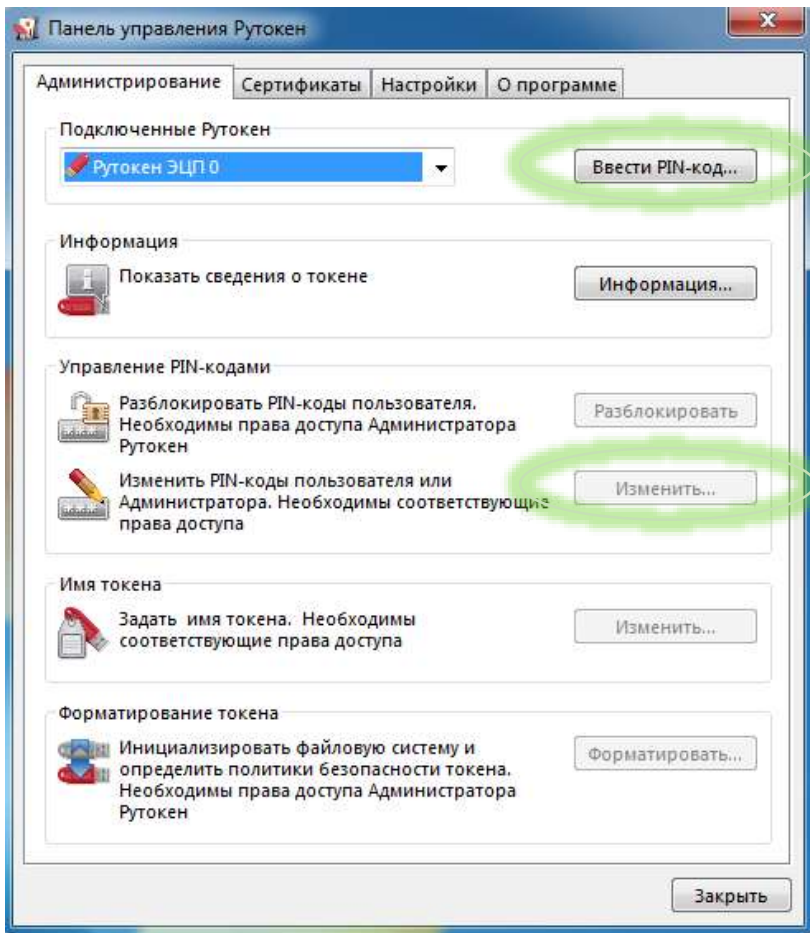 Панель управления Рутокен
Администрирование
Сертификаты
Настройки
О программе
Подключенные Рутокен
Рутокен ЭЦП 0
Ввести PIN-код...
Информация
Показать сведения о токене
Информация...
Управление PIN-кодами
Разблокировать PIN-коды пользователя.
Необходимы права доступа Администратора
Рутокен
Разблокировать
Изменить PIN-коды пользователя или
Администратора. Необходимы соответствующие
права доступа
Изменить...
Имя токена
Задать имя токена. Необходимы
соответствующие права доступа
Изменить...
Форматирование токена
Инициализировать файловую систему и
определить политики безопасности токена.
Необходимы права доступа Администратора
Рутокен
Форматировать...
Закрыть